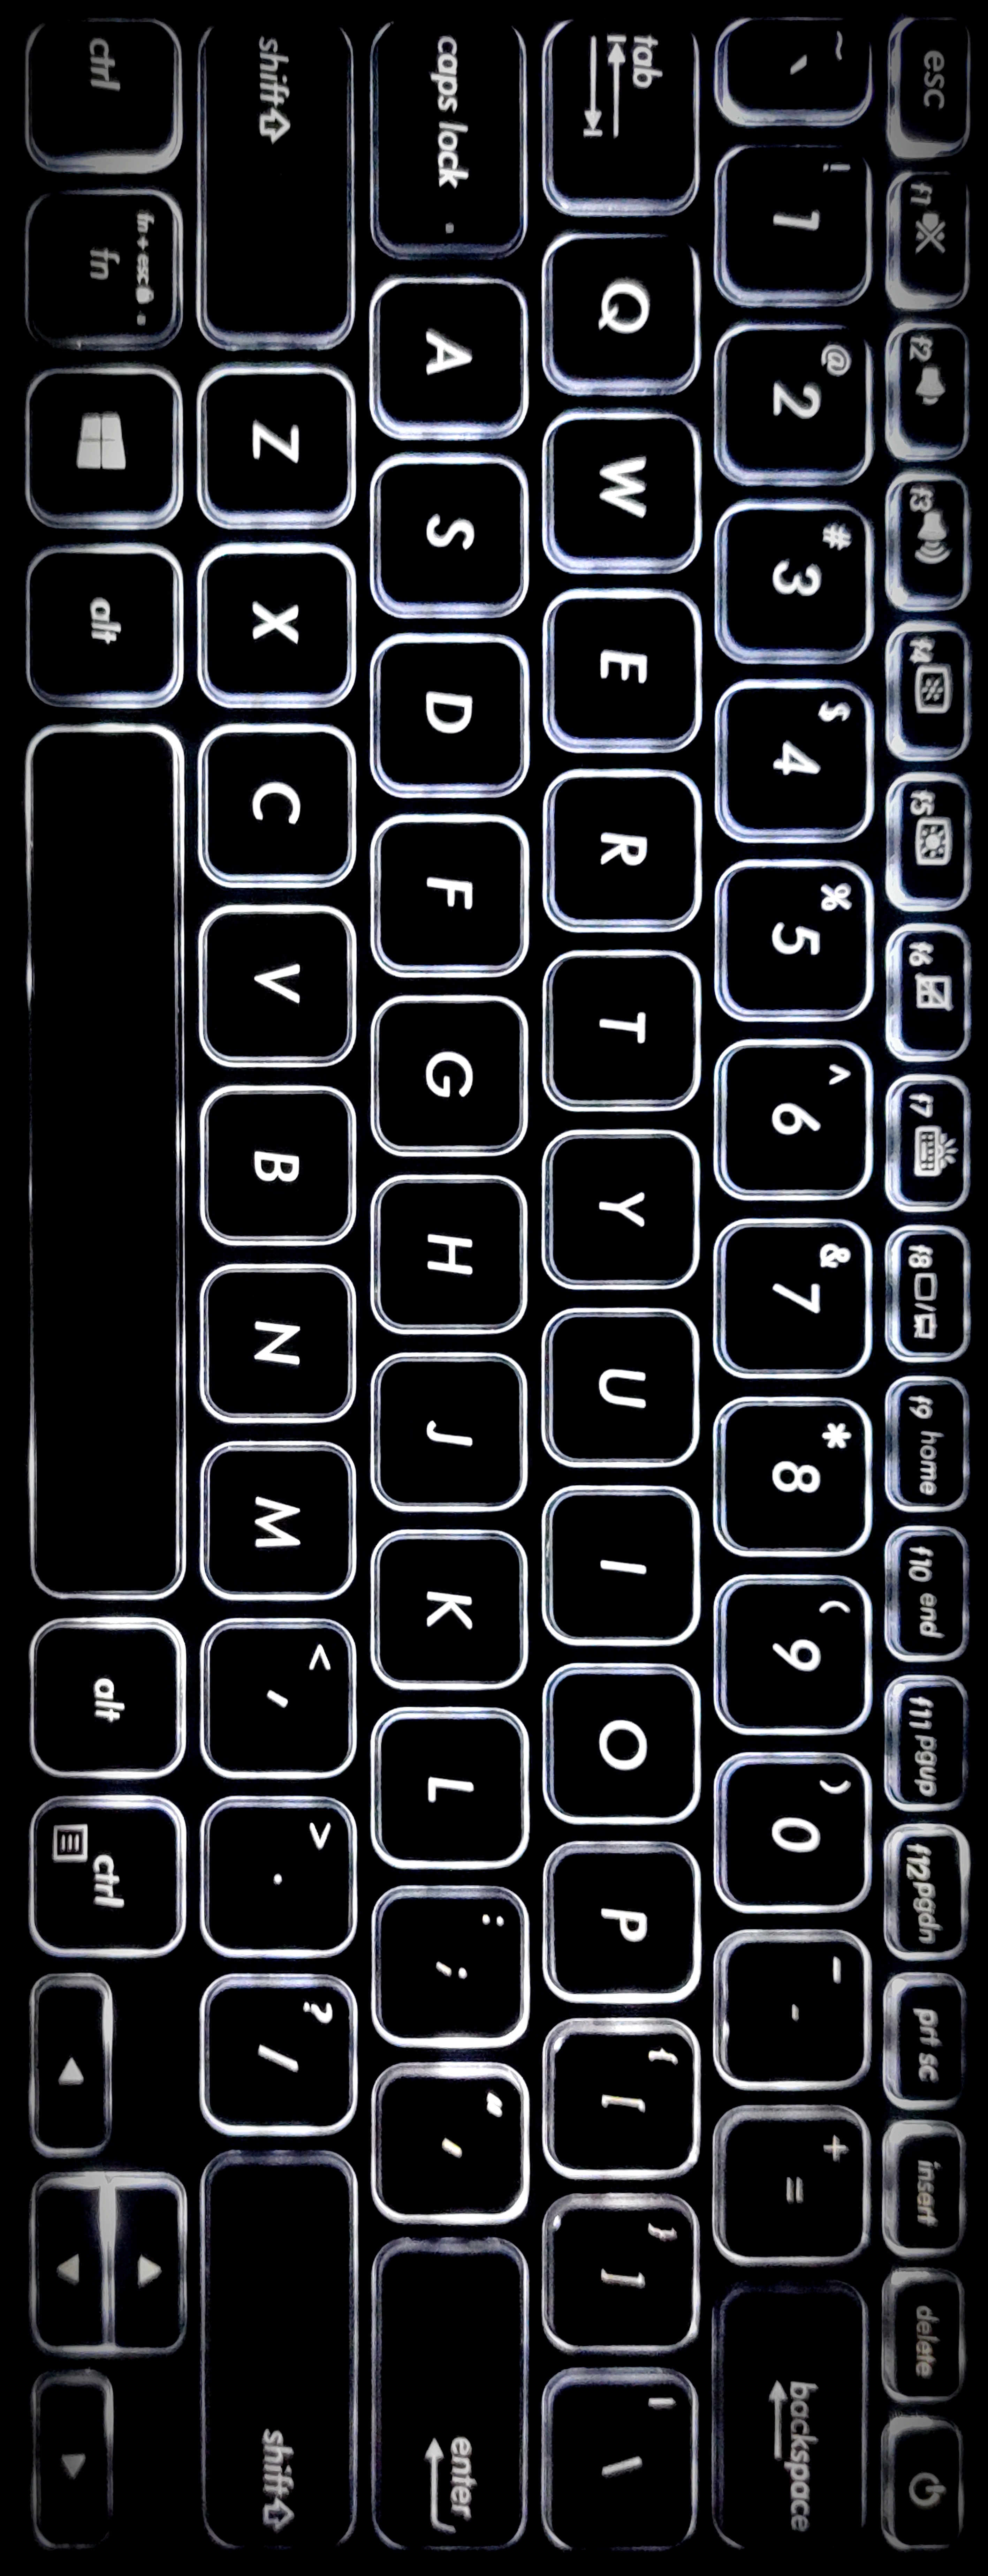 esc f1 f2 f3 f4 f5 f6 f7 f8 f9 home f10 end f11 pgup f12 pgdn prt sc insert delete
~ ` ! 1 @ 2 # 3 $ 4 % 5 ^ 6 & 7 * 8 ( 9 ) 0 _ - + = backspace
tab Q W E R T Y U I O P { [ } ] | \
caps lock A S D F G H J K L : ; " ' enter
shift Z X C V B N M < , > . ? / shift
ctrl fn + esc fn alt alt ctrl